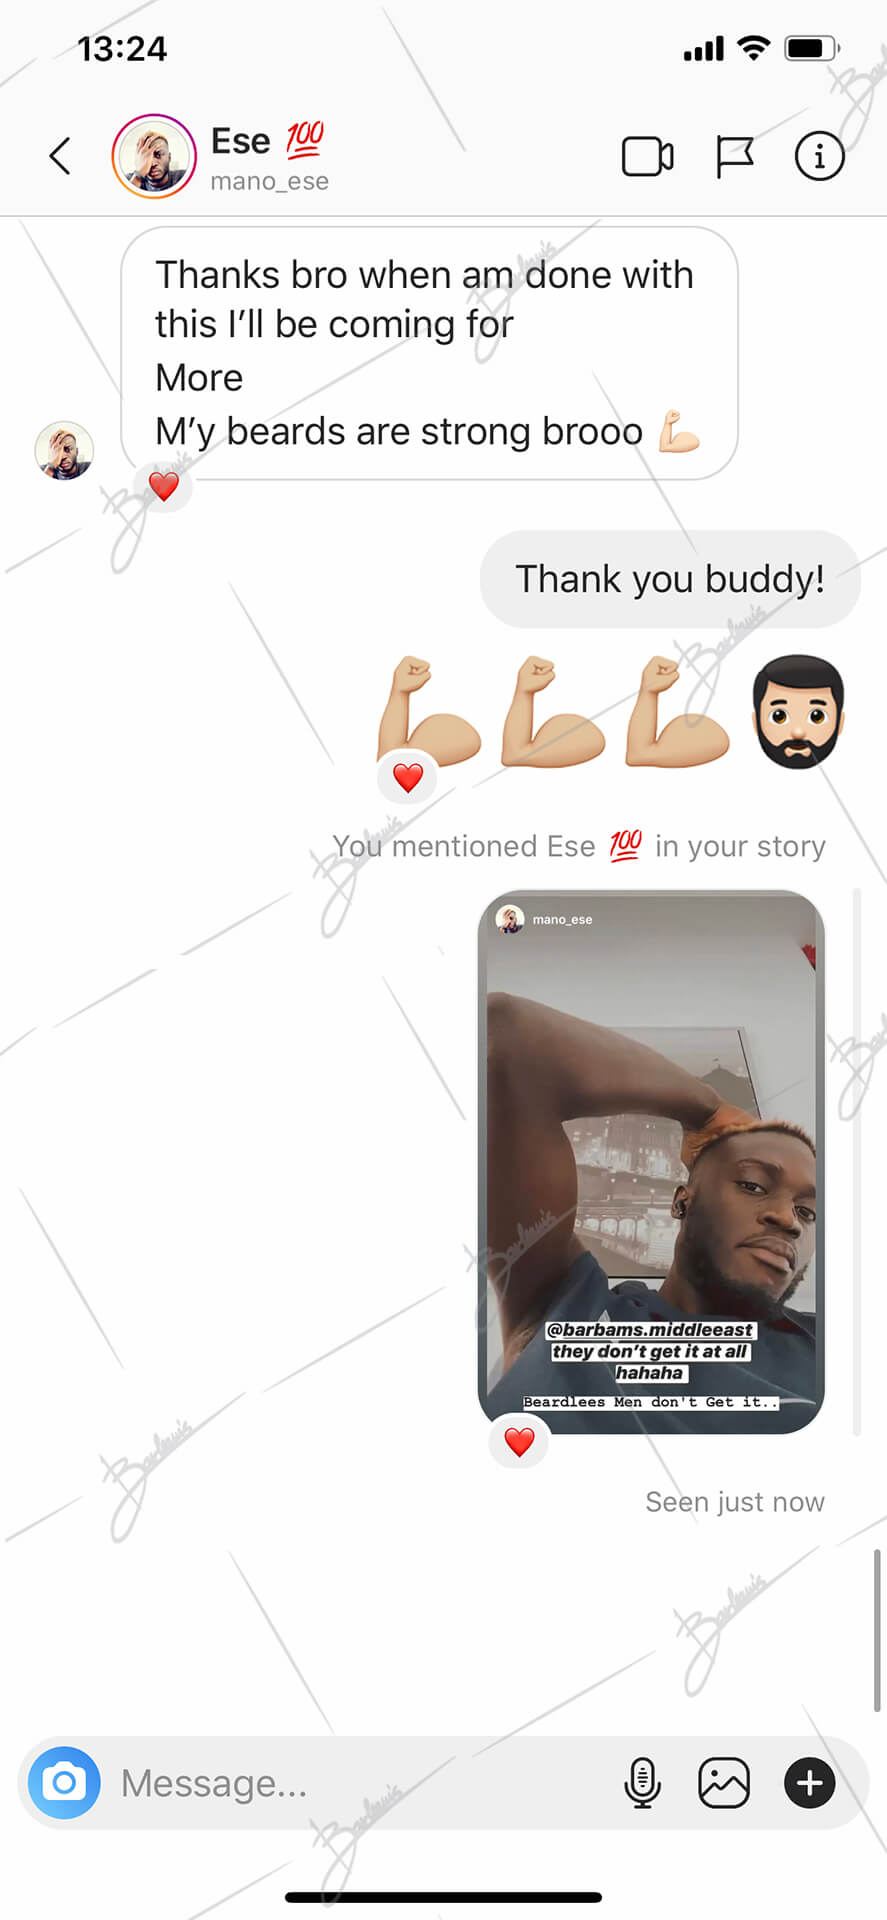 13:24
Ese 💯
mano_ese
Thanks bro when am done with
this I’ll be coming for
More
M’y beards are strong brooo 💪🏻
Thank you buddy!
You mentioned Ese 💯 in your story
mano_ese
@barbams.middleeast
they don’t get it at all
hahaha
Beardlees Men don't Get it..
Seen just now
Message...